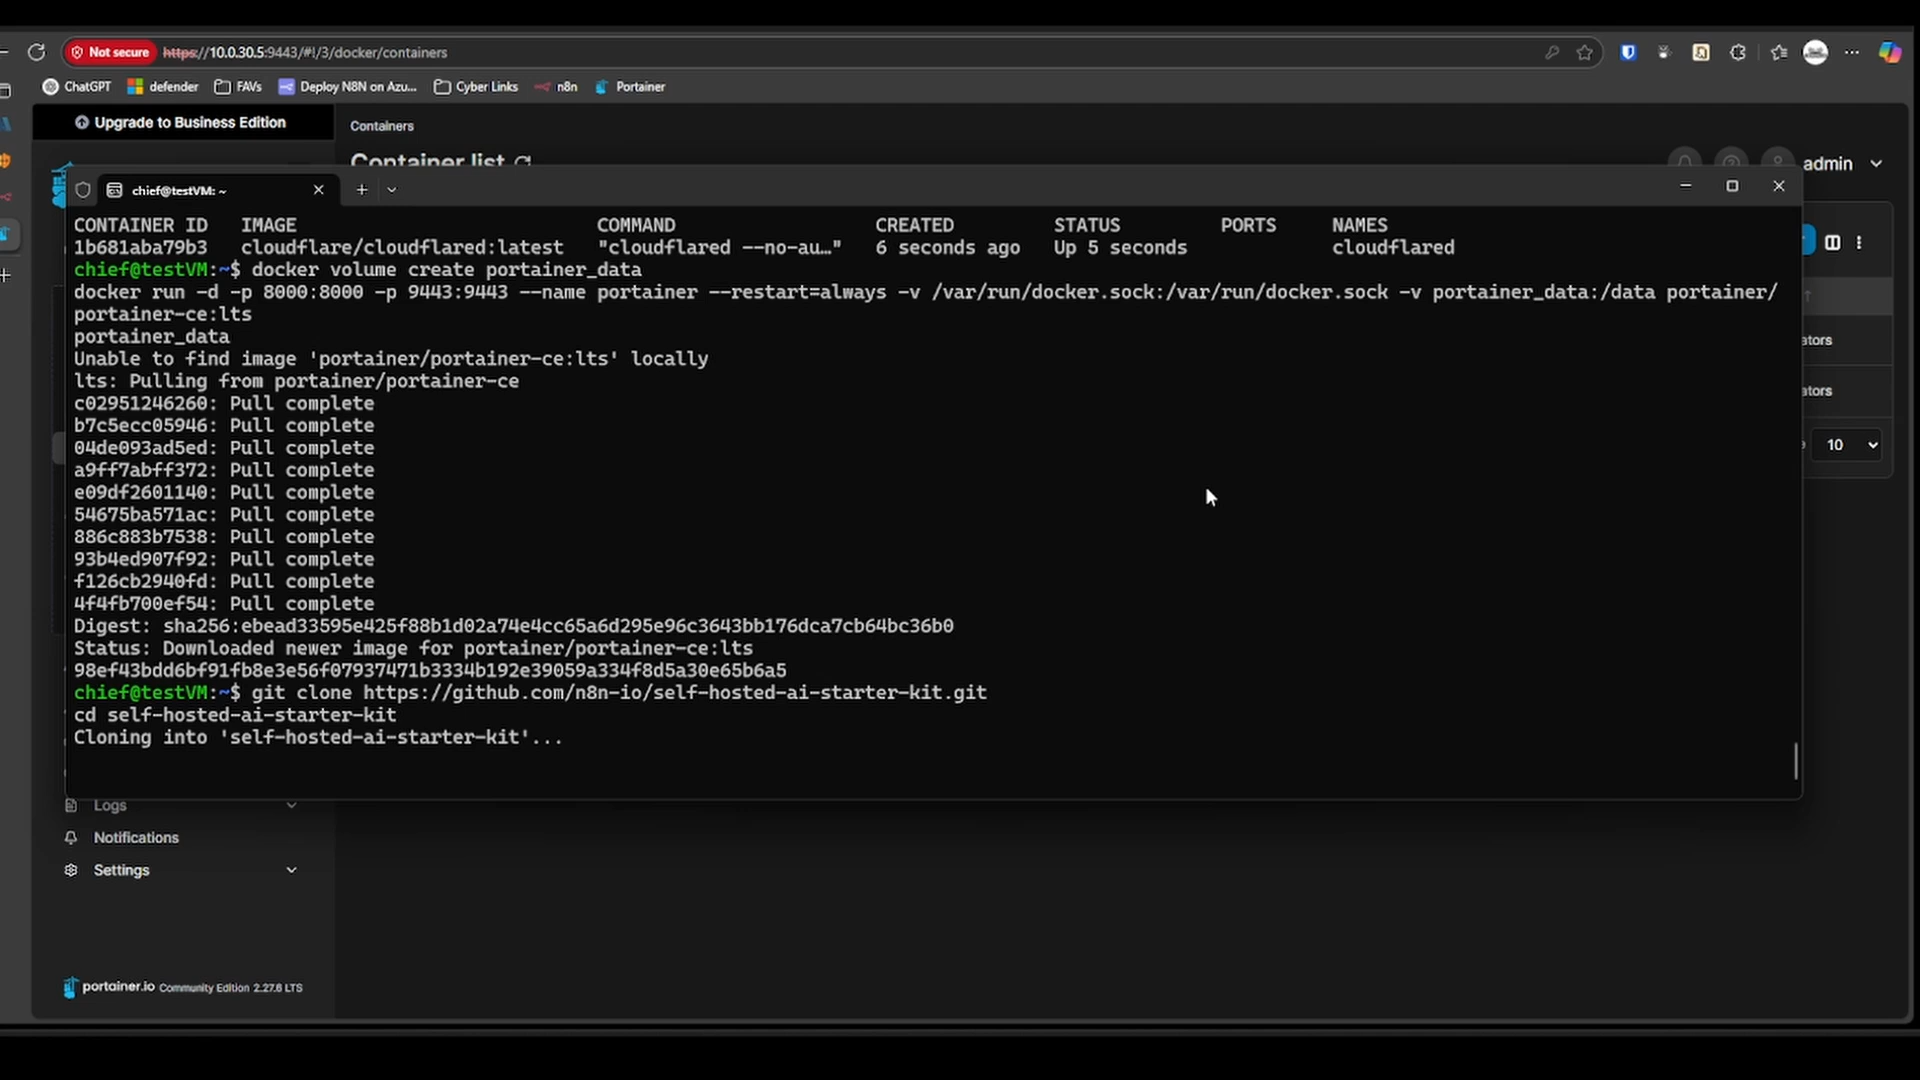 Not secure https://10.0.30.5:9443/#!/3/docker/containers
ChatGPT defender FAVs Deploy N8N on Azu... Cyber Links n8n Portainer
Upgrade to Business Edition
Containers
Container list
admin
chief@testVM: ~
CONTAINER ID IMAGE COMMAND CREATED STATUS PORTS NAMES
1b681aba79b3 cloudflare/cloudflared:latest "cloudflared --no-au…" 6 seconds ago Up 5 seconds cloudflared
chief@testVM:~$ docker volume create portainer_data
docker run -d -p 8000:8000 -p 9443:9443 --name portainer --restart=always -v /var/run/docker.sock:/var/run/docker.sock -v portainer_data:/data portainer/
portainer-ce:lts
portainer_data
Unable to find image 'portainer/portainer-ce:lts' locally
lts: Pulling from portainer/portainer-ce
c02951246260: Pull complete
b7c5ecc05946: Pull complete
04de093ad5ed: Pull complete
a9ff7abff372: Pull complete
e09df2601140: Pull complete
54675ba571ac: Pull complete
886c883b7538: Pull complete
93b4ed907f92: Pull complete
f126cb2940fd: Pull complete
4f4fb700ef54: Pull complete
Digest: sha256:ebead33595e425f88b1d02a74e4cc65a6d295e96c3643bb176dca7cb64bc36b0
Status: Downloaded newer image for portainer/portainer-ce:lts
98ef43bdd6bf91fb8e3e56f07937471b3334b192e39059a334f8d5a30e65b6a5
chief@testVM:~$ git clone https://github.com/n8n-io/self-hosted-ai-starter-kit.git
cd self-hosted-ai-starter-kit
Cloning into 'self-hosted-ai-starter-kit'...
ators
ators
10
Logs
Notifications
Settings
portainer.io Community Edition 2.27.6 LTS